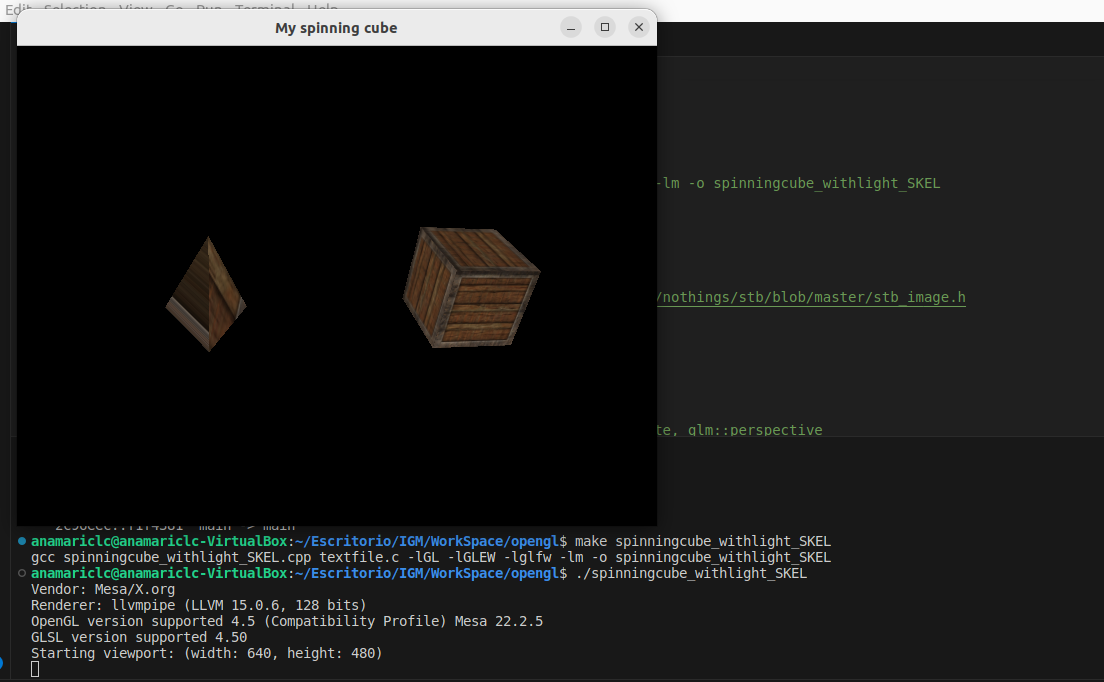 Edit Selection View Go Run Terminal Help
My spinning cube
-lm -o spinningcube_withlight_SKEL
/nothings/stb/blob/master/stb_image.h
te, glm::perspective
main -> main
anamariclc@anamariclc-VirtualBox:~/Escritorio/IGM/WorkSpace/opengl$ make spinningcube_withlight_SKEL
gcc spinningcube_withlight_SKEL.cpp textfile.c -lGL -lGLEW -lglfw -lm -o spinningcube_withlight_SKEL
anamariclc@anamariclc-VirtualBox:~/Escritorio/IGM/WorkSpace/opengl$ ./spinningcube_withlight_SKEL
Vendor: Mesa/X.org
Renderer: llvmpipe (LLVM 15.0.6, 128 bits)
OpenGL version supported 4.5 (Compatibility Profile) Mesa 22.2.5
GLSL version supported 4.50
Starting viewport: (width: 640, height: 480)